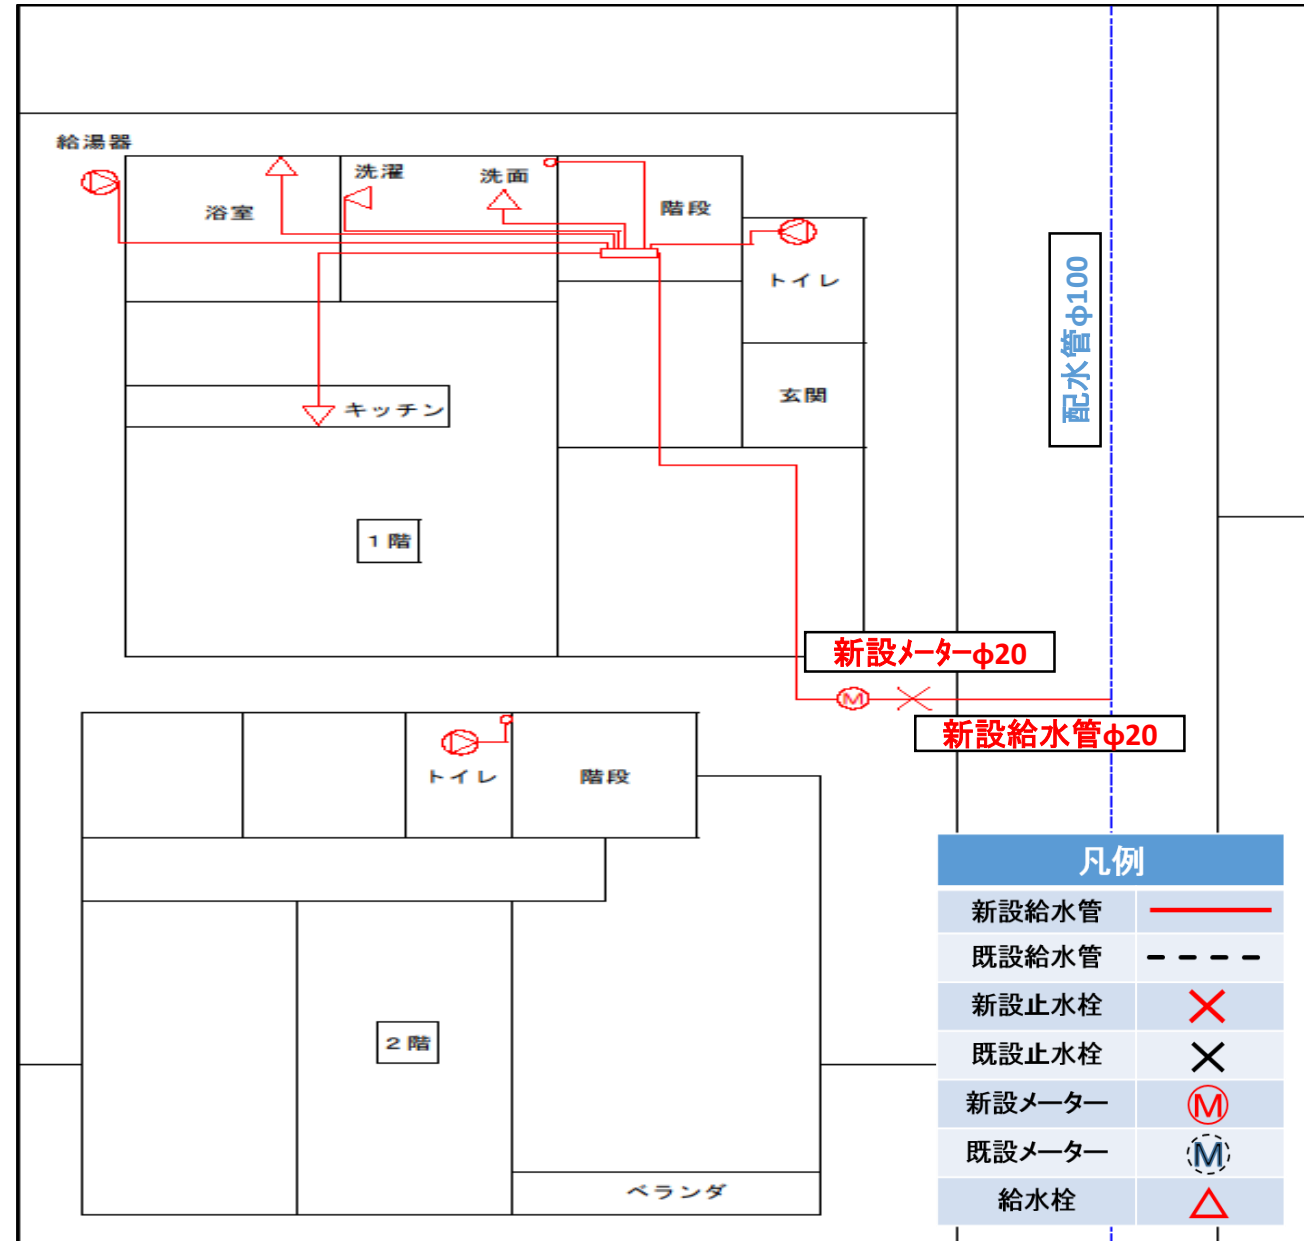 給湯器
洗濯
洗面
浴室
階段
トイレ
玄関
キッチン
1階
配水管φ100
新設メーターφ20
M
新設給水管φ20
トイレ
階段
2階
ベランダ
凡例
新設給水管
既設給水管
新設止水栓
既設止水栓
新設メーター M
既設メーター M
給水栓